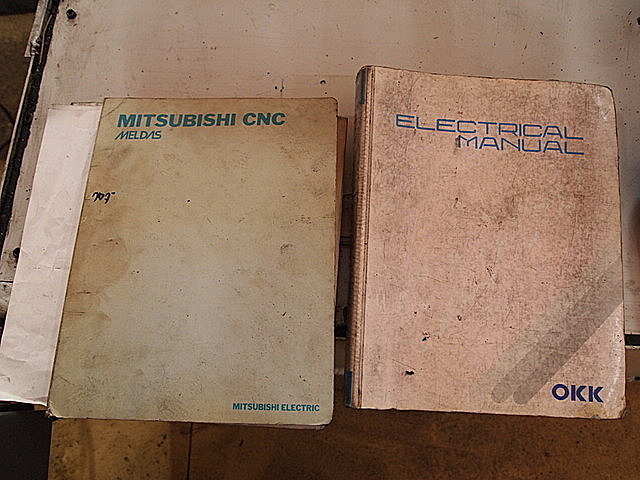 MITSUBISHI CNC
MELDAS
MITSUBISHI ELECTRIC
ELECTRICAL
MANUAL
OKK